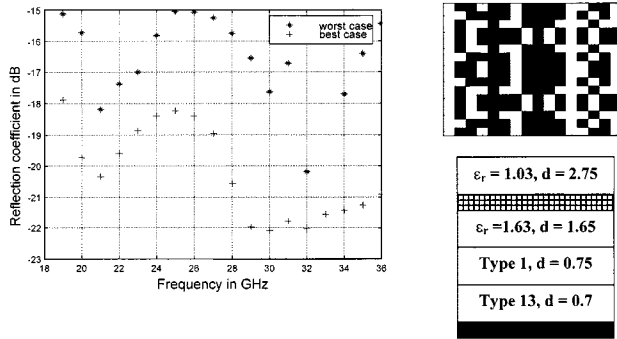 -15
-16
-17
-18
-19
-20
-21
-22
-23
Reflection coefficient in dB
18 20 22 24 26 28 30 32 34 36
Frequency in GHz
worst case
best case
εr = 1.03, d = 2.75
εr =1.63, d = 1.65
Type 1, d = 0.75
Type 13, d = 0.7